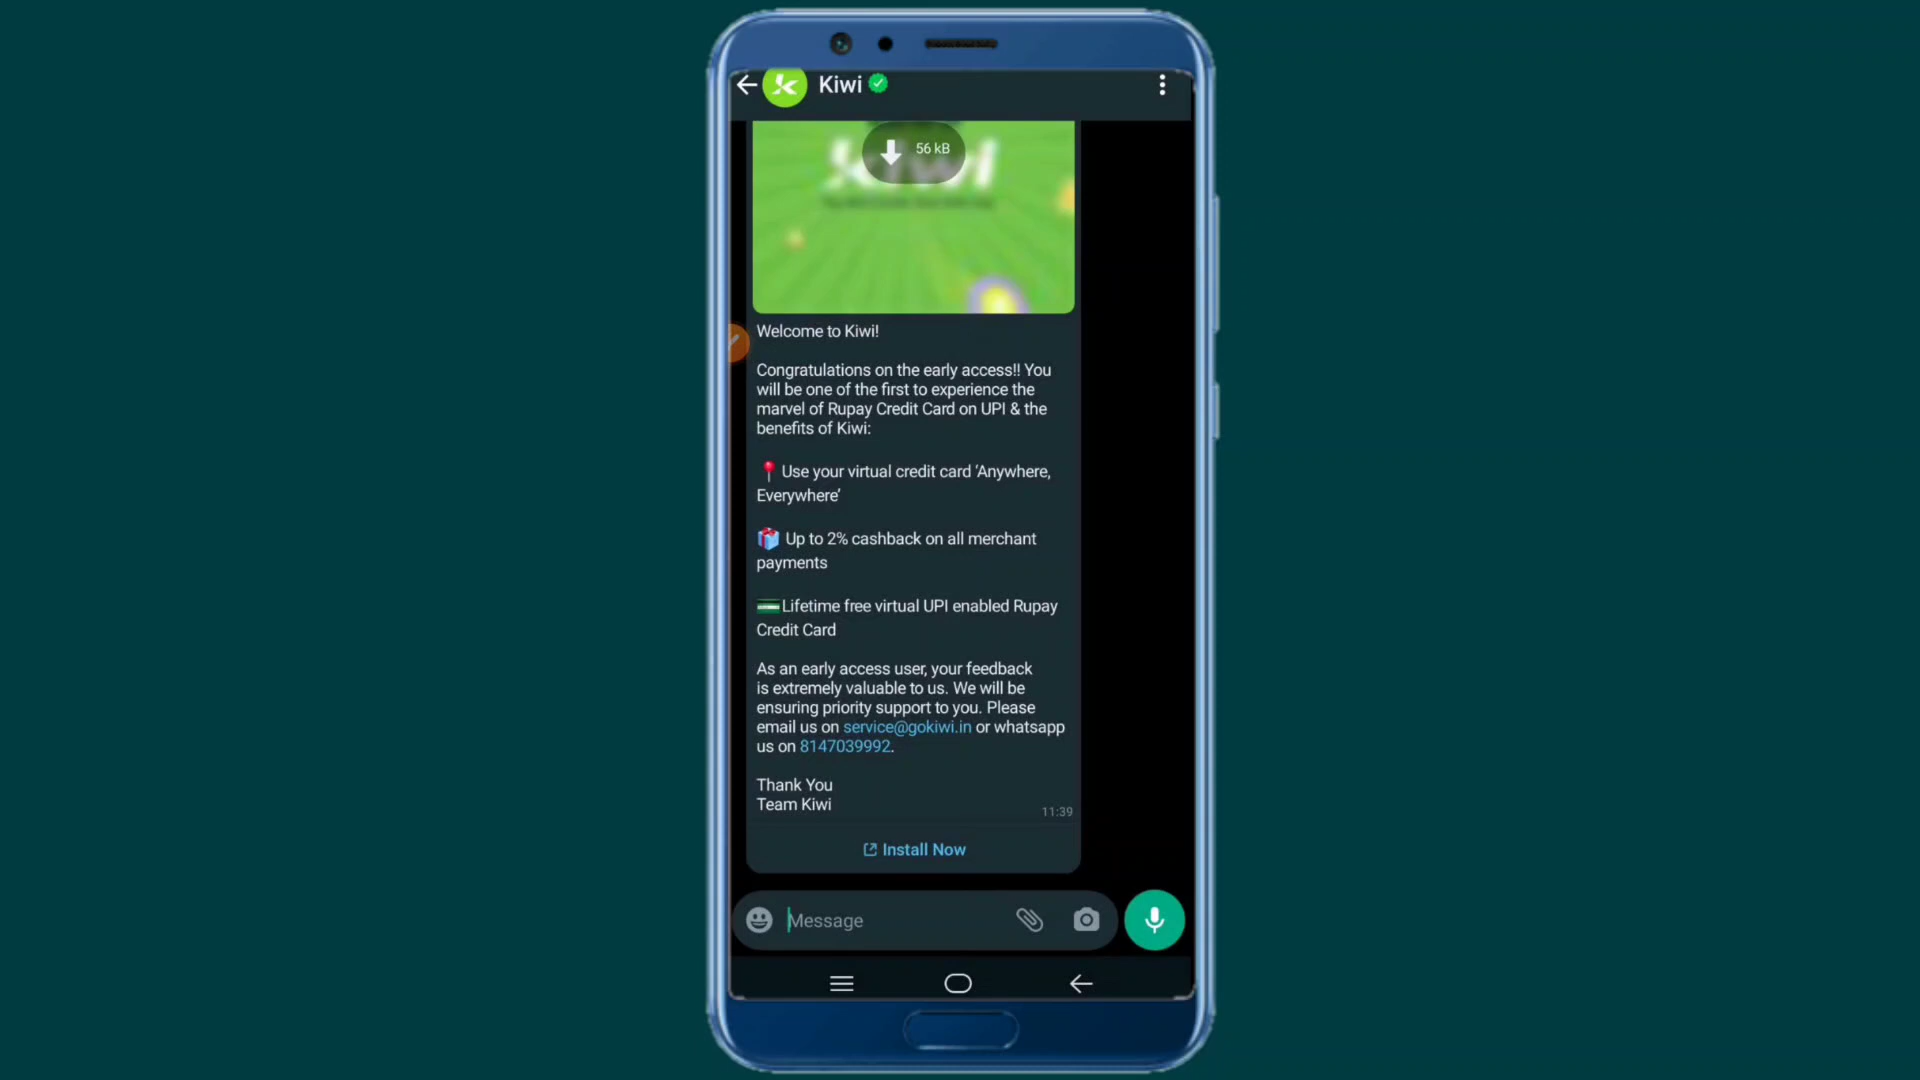 Kiwi
56 kB
kiwi
Welcome to Kiwi!
Congratulations on the early access!! You
will be one of the first to experience the
marvel of Rupay Credit Card on UPI & the
benefits of Kiwi:
📍Use your virtual credit card ‘Anywhere,
Everywhere’
🎁 Up to 2% cashback on all merchant
payments
💳Lifetime free virtual UPI enabled Rupay
Credit Card
As an early access user, your feedback
is extremely valuable to us. We will be
ensuring priority support to you. Please
email us on service@gokiwi.in or whatsapp
us on 8147039992.
Thank You
Team Kiwi
11:39
Install Now
Message